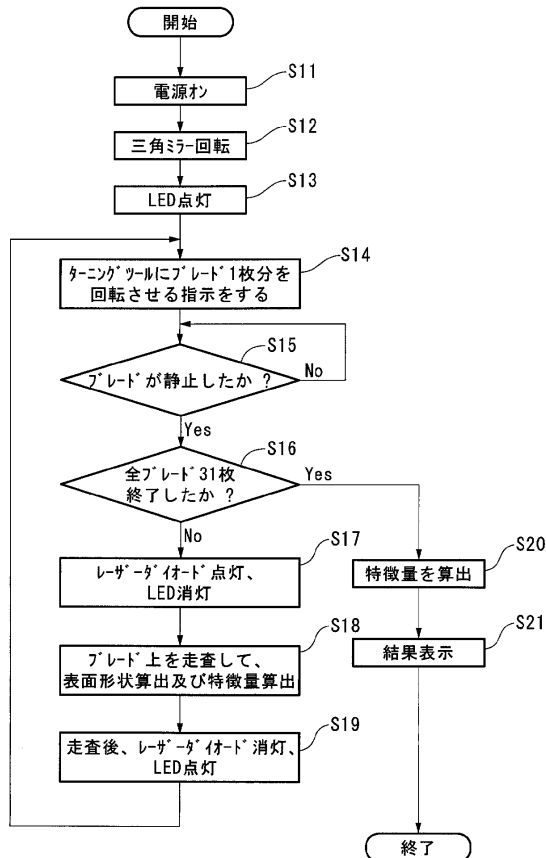 開始
電源ｵﾝ
S11
三角ﾐﾗｰ回転
S12
LED点灯
S13
ﾀｰﾆﾝｸﾞﾂｰﾙにﾌﾞﾚｰﾄﾞ1枚分を
回転させる指示をする
S14
ﾌﾞﾚｰﾄﾞが静止したか ?
S15
No
Yes
全ﾌﾞﾚｰﾄﾞ31枚
終了したか ?
S16
Yes
No
ﾚｰｻﾞｰﾀﾞｲｵｰﾄﾞ点灯、
LED消灯
S17
ﾌﾞﾚｰﾄﾞ上を走査して、
表面形状算出及び特徴量算出
S18
走査後、ﾚｰｻﾞｰﾀﾞｲｵｰﾄﾞ消灯、
LED点灯
S19
特徴量を算出
S20
結果表示
S21
終了